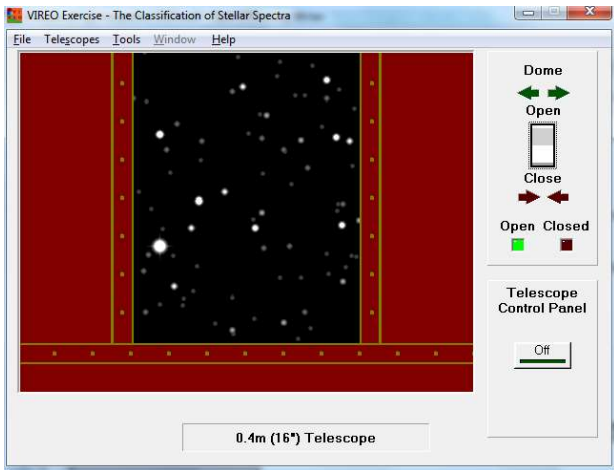 VIREO Exercise - The Classification of Stellar Spectra
File Telescopes Tools Window Help
Dome
Open
Close
Open Closed
Telescope
Control Panel
Off
0.4m (16") Telescope